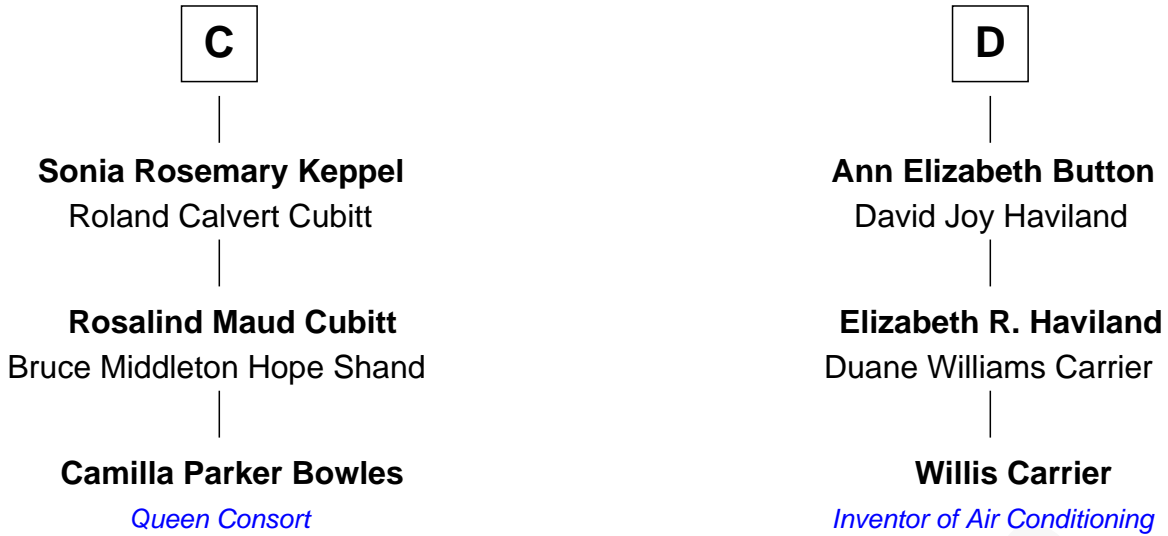 C
Sonia Rosemary Keppel
Roland Calvert Cubitt
Rosalind Maud Cubitt
Bruce Middleton Hope Shand
Camilla Parker Bowles
Queen Consort
D
Ann Elizabeth Button
David Joy Haviland
Elizabeth R. Haviland
Duane Williams Carrier
Willis Carrier
Inventor of Air Conditioning